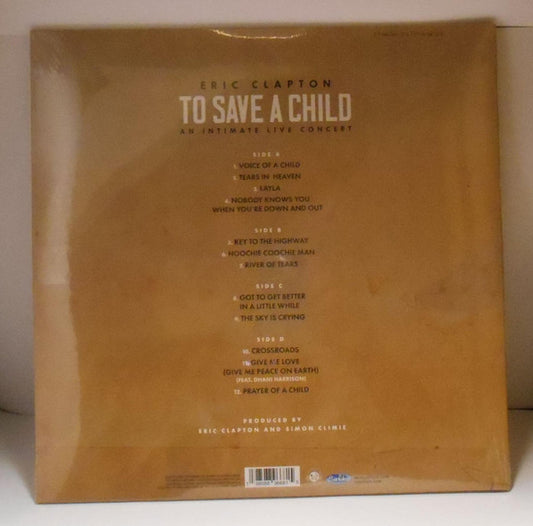 ERIC CLAPTON
TO SAVE A CHILD
AN INTIMATE LIVE CONCERT
SIDE A
1. VOICE OF A CHILD
2. TEARS IN HEAVEN
3. LAYLA
4. NOBODY KNOWS YOU
WHEN YOU'RE DOWN AND OUT
SIDE B
5. KEY TO THE HIGHWAY
6. HOOCHIE COOCHIE MAN
7. RIVER OF TEARS
SIDE C
8. GOT TO GET BETTER
IN A LITTLE WHILE
9. THE SKY IS CRYING
SIDE D
10. CROSSROADS
11. GIVE ME LOVE
(GIVE ME PEACE ON EARTH)
(FEAT. DHANI HARRISON)
12. PRAYER OF A CHILD
PRODUCED BY
ERIC CLAPTON AND SIMON CLIMIE